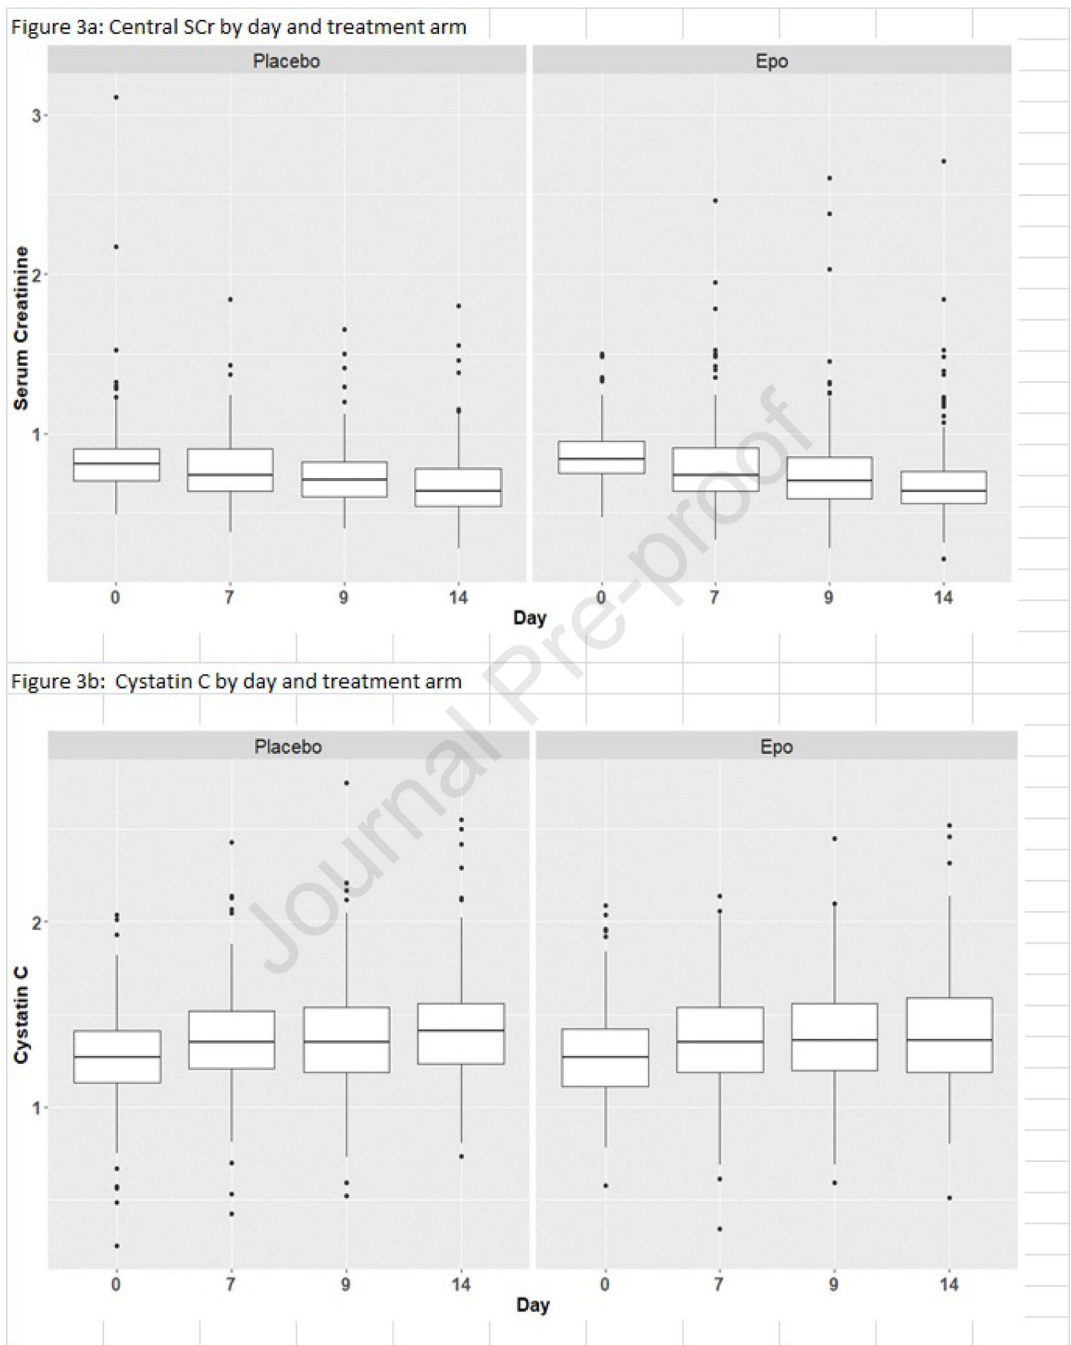 Figure 3a: Central SCr by day and treatment arm
Placebo
Epo
3
2
1
Serum Creatinine
0 7 9 14
0 7 9 14
Day
Journal Pre-proof
Figure 3b: Cystatin C by day and treatment arm
Placebo
Epo
2
1
Cystatin C
0 7 9 14
0 7 9 14
Day